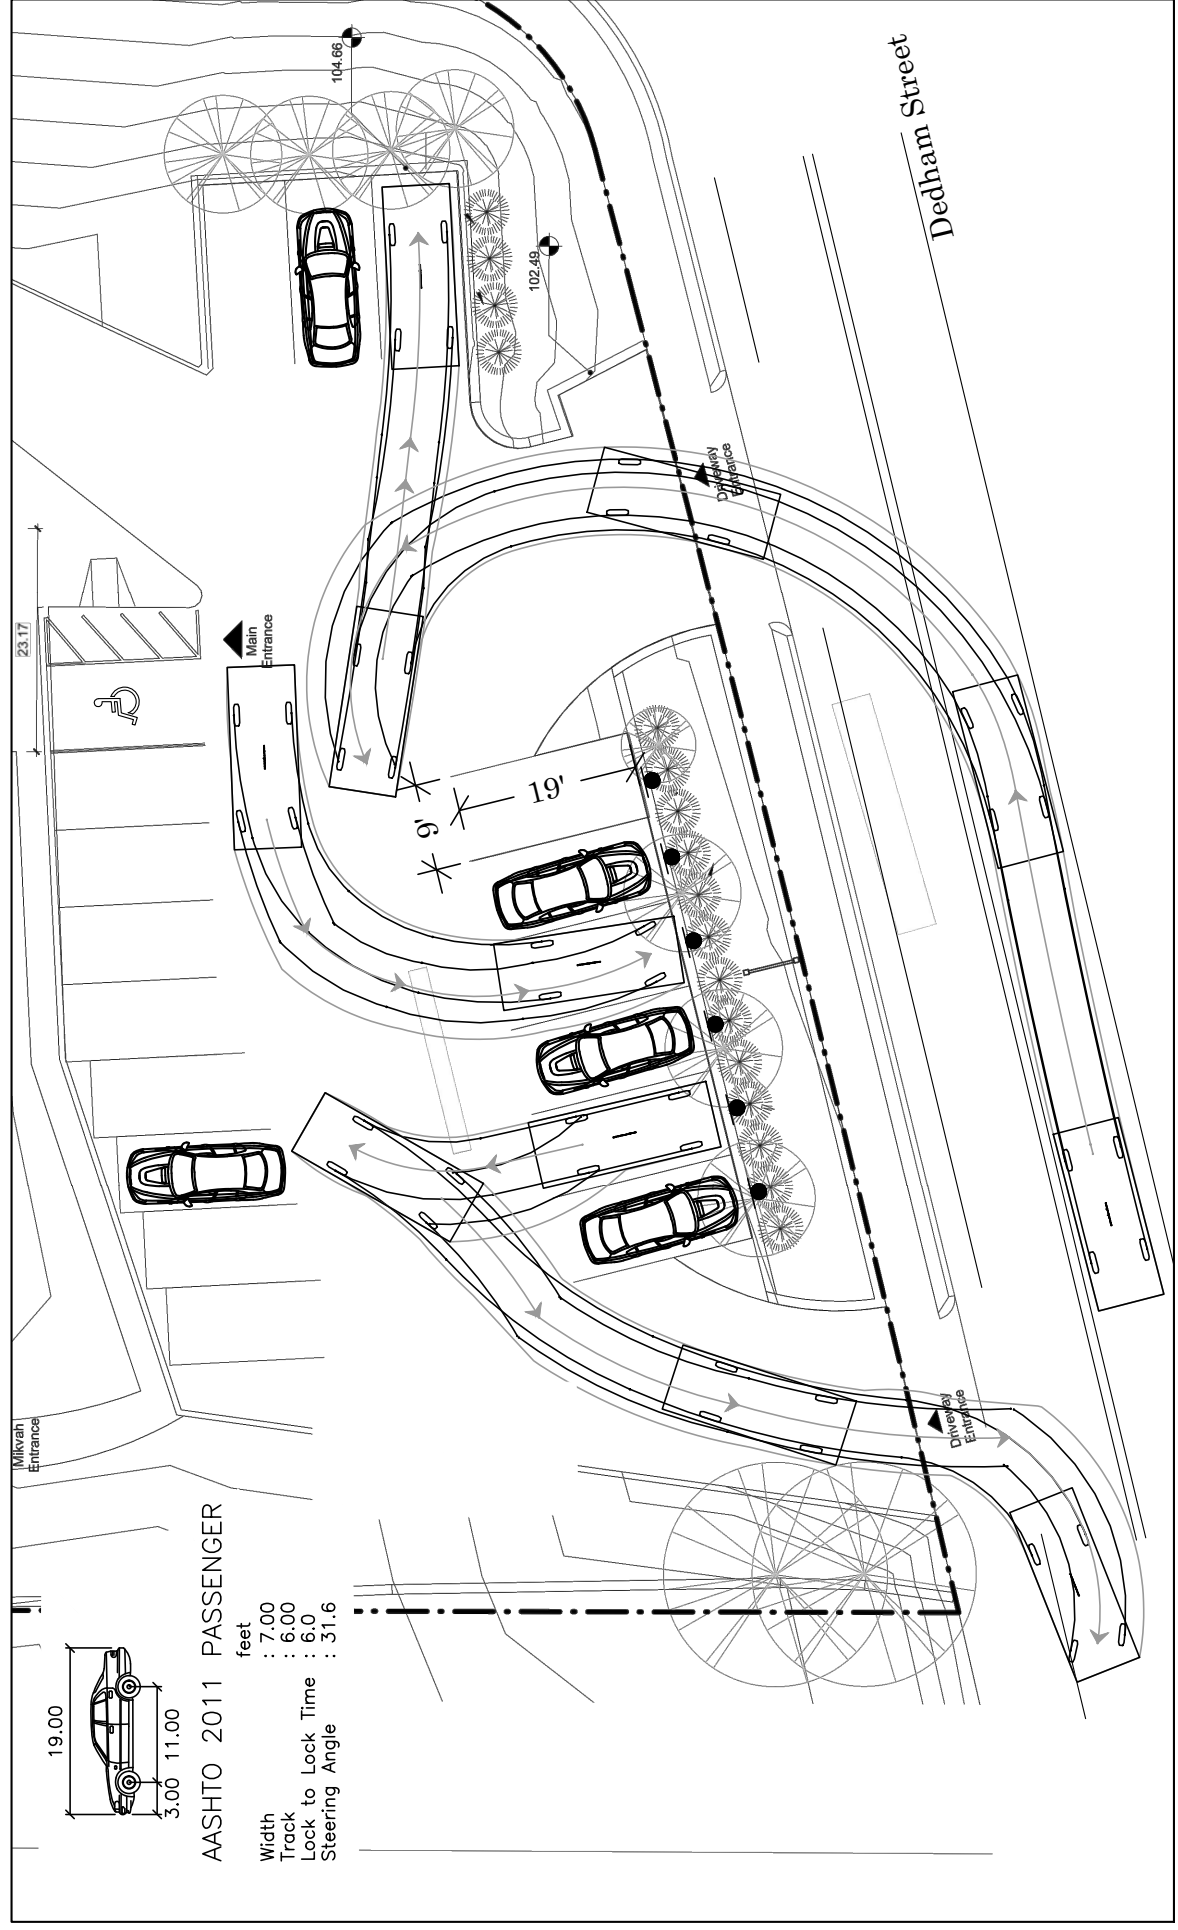 Dedham Street
104.66
102.49
Driveway
Entrance
23.17
Main
Entrance
9'
19'
Driveway
Entrance
Mikvah
Entrance
19.00
3.00 11.00
AASHTO 2011 PASSENGER
feet
Width : 7.00
Track : 6.00
Lock to Lock Time : 6.0
Steering Angle : 31.6